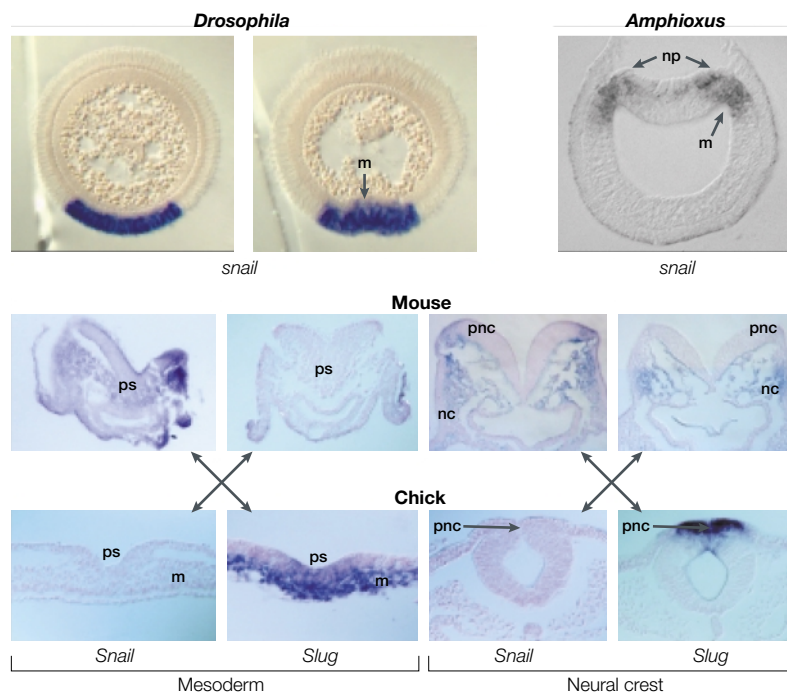 Drosophila
Amphioxus
np
m
m
snail
snail
Mouse
ps
ps
pnc
nc
pnc
nc
Chick
ps
m
ps
m
pnc
pnc
Snail
Slug
Snail
Slug
Mesoderm
Neural crest